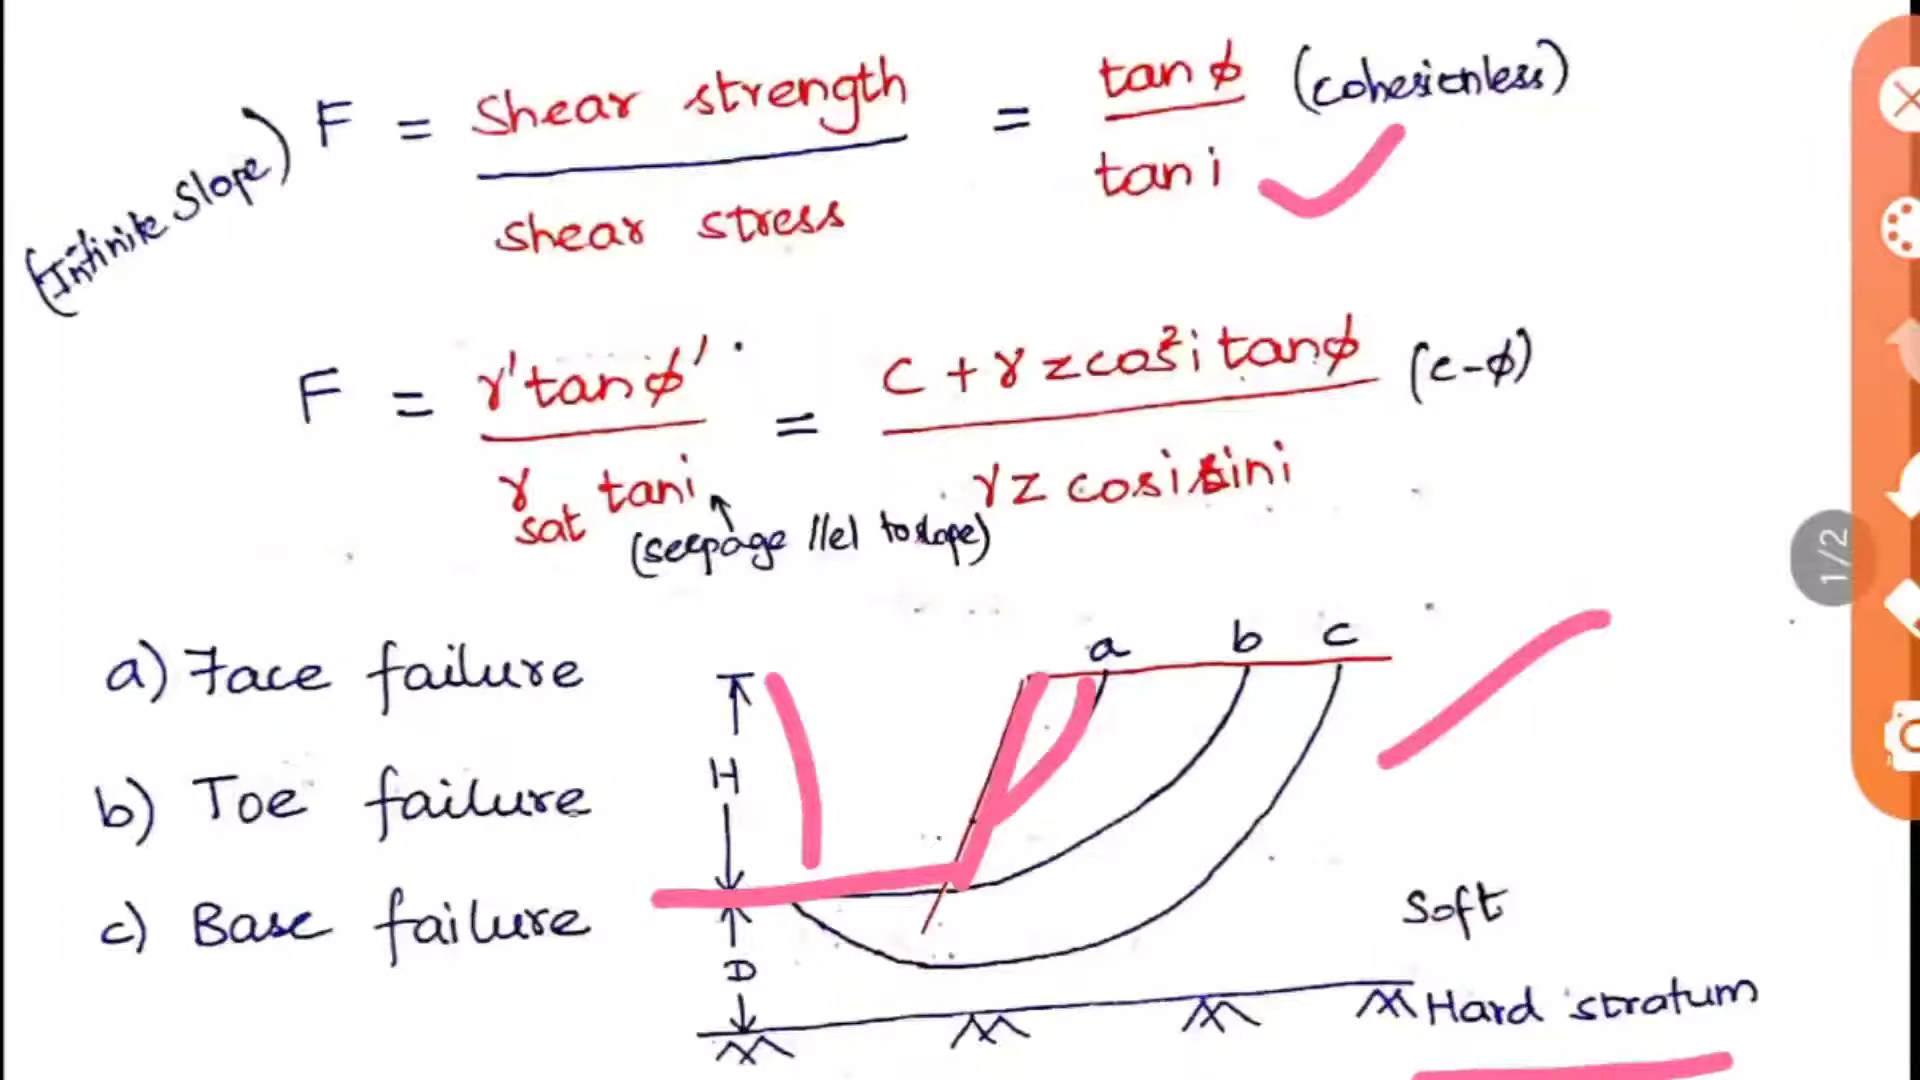 (Infinite Slope) F = Shear strength / shear stress = tan φ / tan i (cohesionless)
F = γ' tan φ' / γsat tan i = C + γ z cos² i tan φ / γ z cos i sin i (c-φ)
(seepage //el to slope)
a b c
a) Face failure
H
b) Toe failure
c) Base failure
Soft
D
Hard stratum
1/2